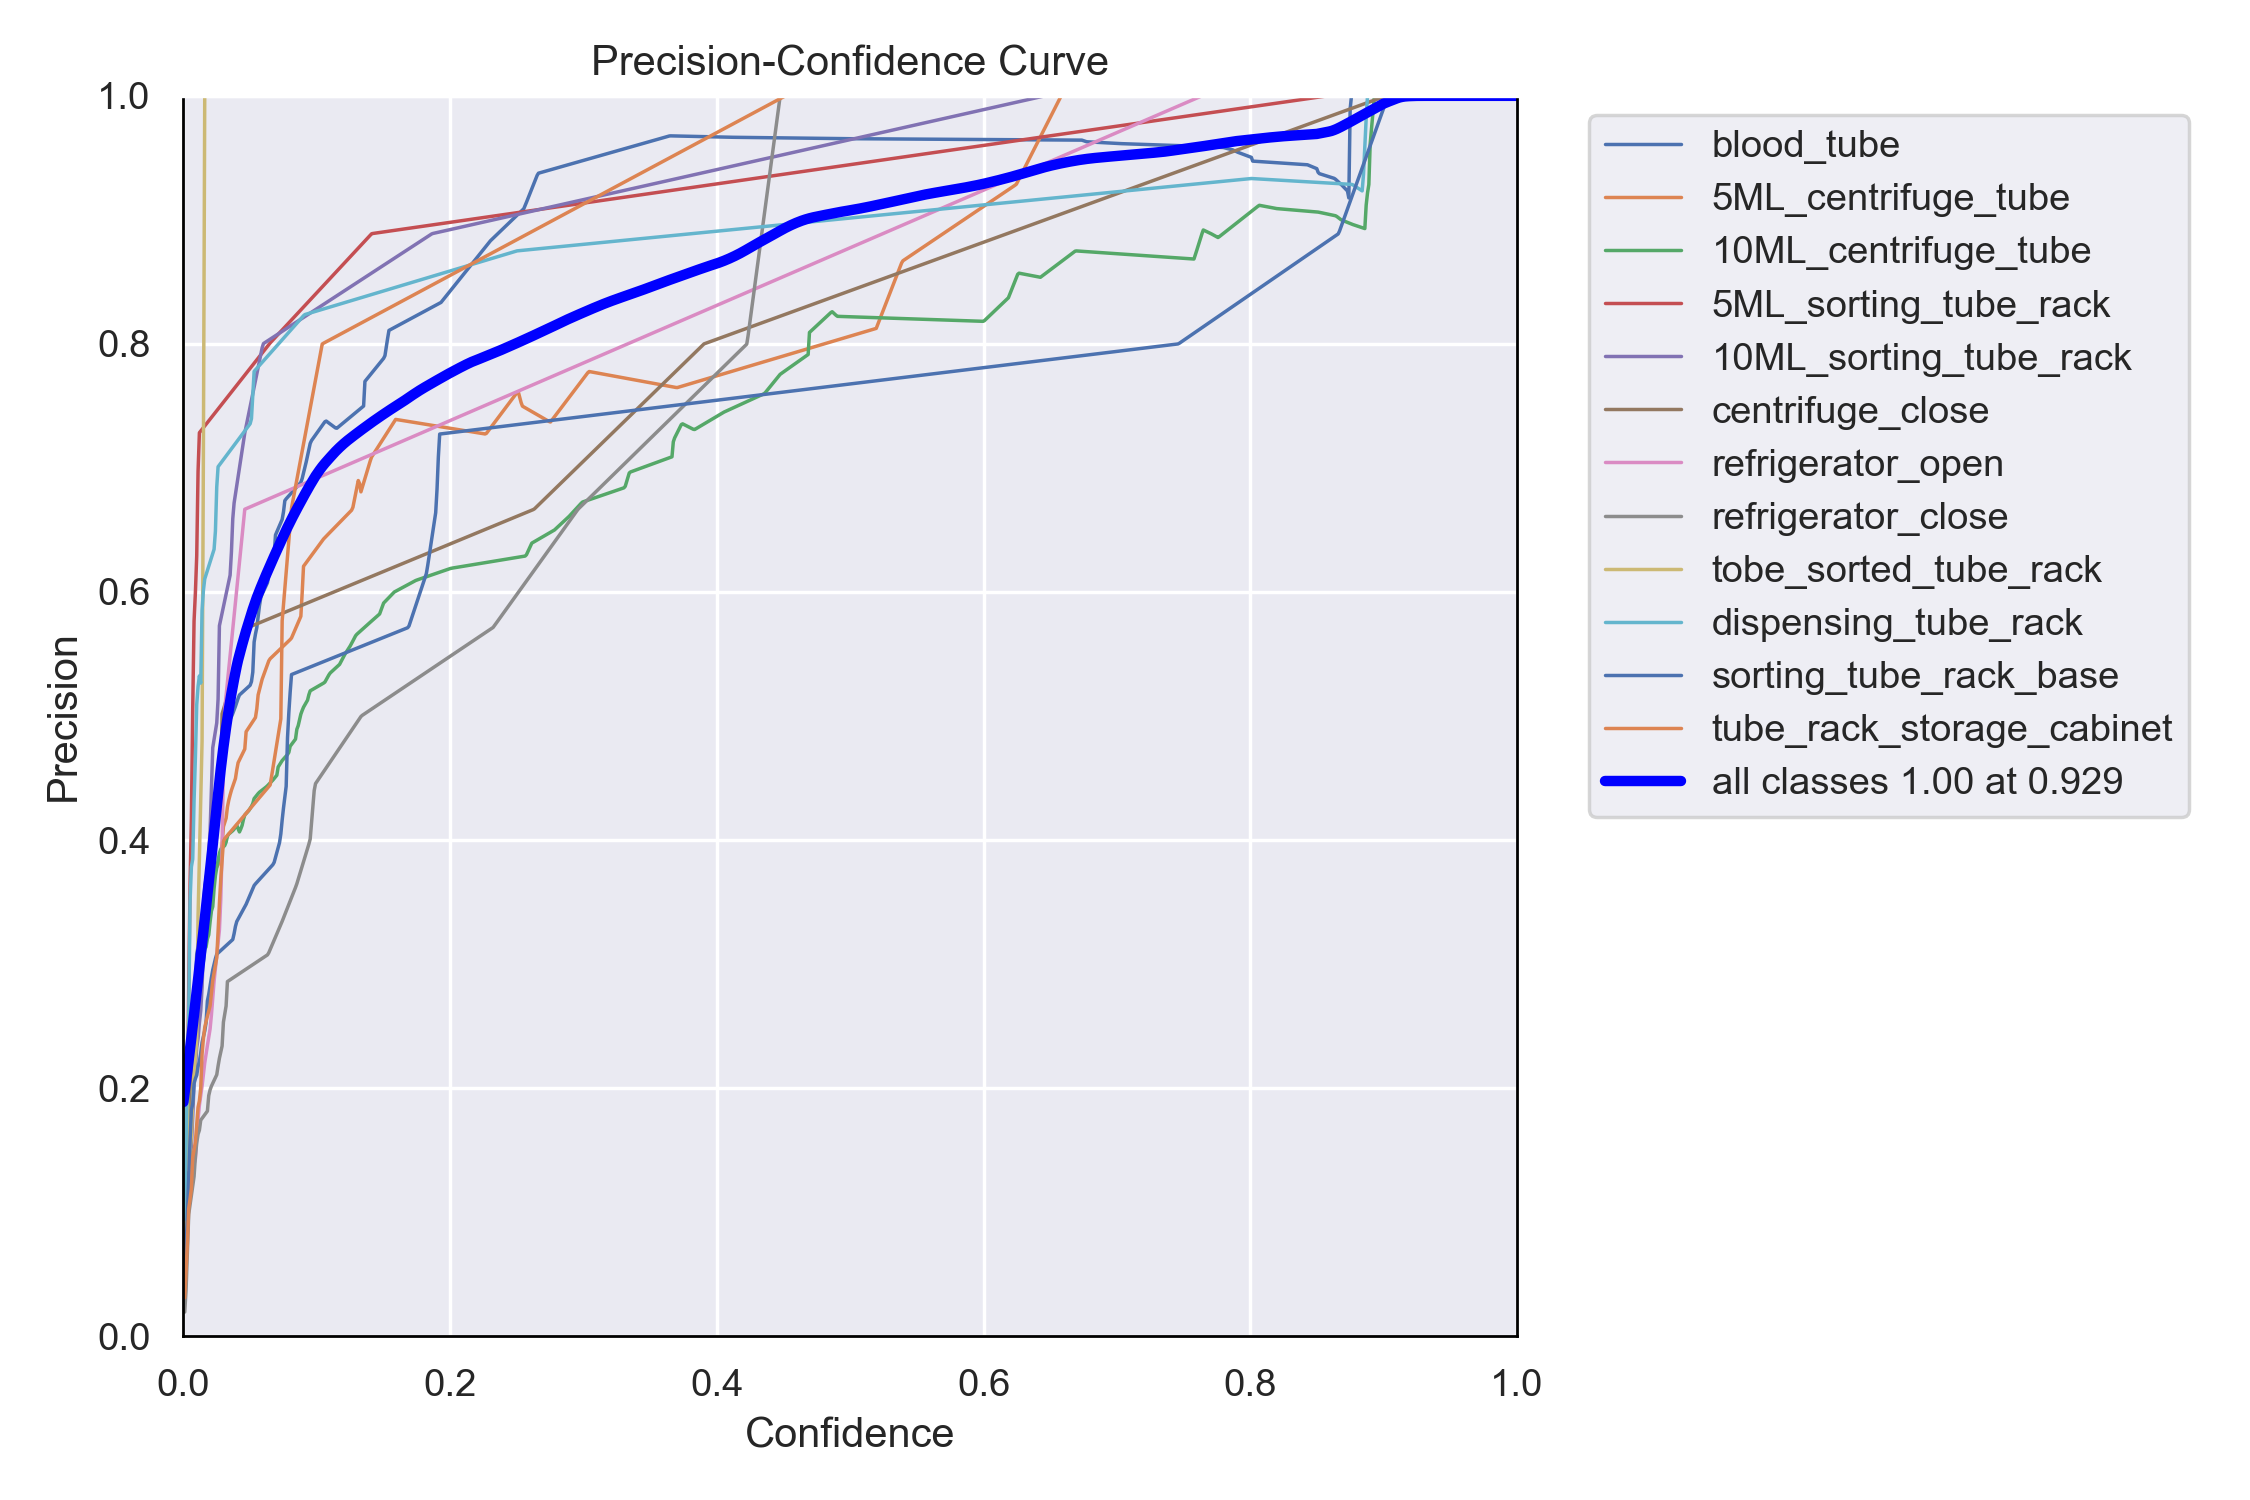 Precision-Confidence Curve
1.0
0.8
0.6
0.4
0.2
0.0
Precision
0.0 0.2 0.4 0.6 0.8 1.0
Confidence
blood_tube
5ML_centrifuge_tube
10ML_centrifuge_tube
5ML_sorting_tube_rack
10ML_sorting_tube_rack
centrifuge_close
refrigerator_open
refrigerator_close
tobe_sorted_tube_rack
dispensing_tube_rack
sorting_tube_rack_base
tube_rack_storage_cabinet
all classes 1.00 at 0.929